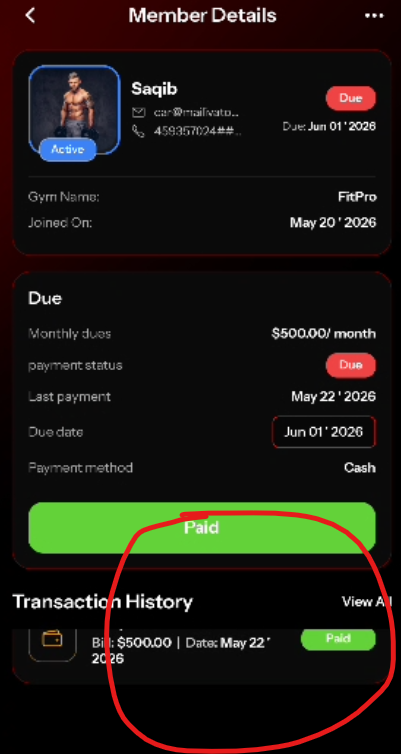 Member Details
Saqib
Due
car@mailivato...
459357024##..
Due: Jun 01 ' 2026
Active
Gym Name:
FitPro
Joined On:
May 20 ' 2026
Due
Monthly dues
$500.00/ month
payment status
Due
Last payment
May 22 ' 2026
Due date
Jun 01 ' 2026
Payment method
Cash
Paid
Transaction History
View All
Bill: $500.00 | Date: May 22 '
2026
Paid